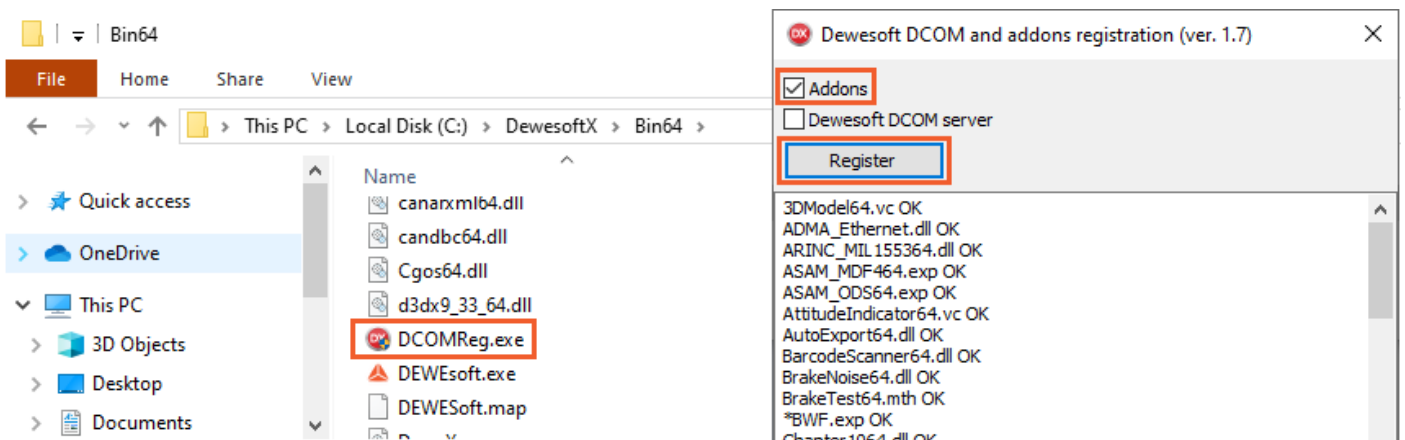 Bin64
File Home Share View
This PC > Local Disk (C:) > DewesoftX > Bin64 >
Quick access
OneDrive
This PC
3D Objects
Desktop
Documents
Name
canarxml64.dll
candbc64.dll
Cgos64.dll
d3dx9_33_64.dll
DCOMReg.exe
DEWEsoft.exe
DEWESoft.map
Dewesoft DCOM and addons registration (ver. 1.7)
Addons
Dewesoft DCOM server
Register
3DModel64.vc OK
ADMA_Ethernet.dll OK
ARINC_MIL155364.dll OK
ASAM_MDF464.exp OK
ASAM_ODS64.exp OK
AttitudeIndicator64.vc OK
AutoExport64.dll OK
BarcodeScanner64.dll OK
BrakeNoise64.dll OK
BrakeTest64.mth OK
*BWF.exp OK
Chapter1064.dll OK